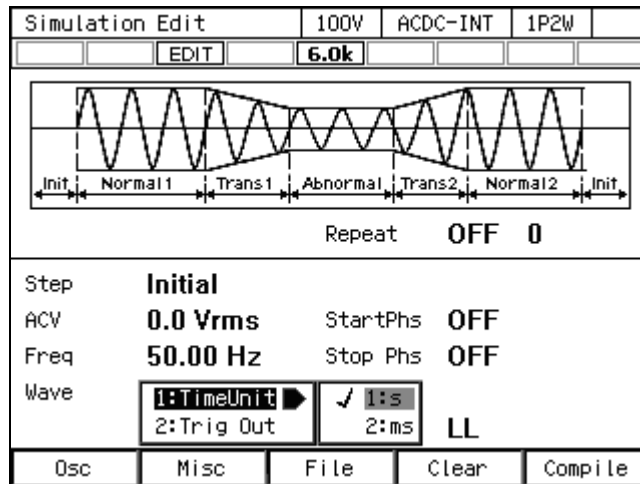 Simulation Edit 100V ACDC-INT 1P2W
EDIT 6.0k
Init Normal1 Trans1 Abnormal Trans2 Normal2 Init
Repeat OFF 0
Step Initial
ACV 0.0 Vrms StartPhs OFF
Freq 50.00 Hz Stop Phs OFF
Wave
1:TimeUnit ✓ 1:s
2:Trig Out 2:ms LL
Osc Misc File Clear Compile